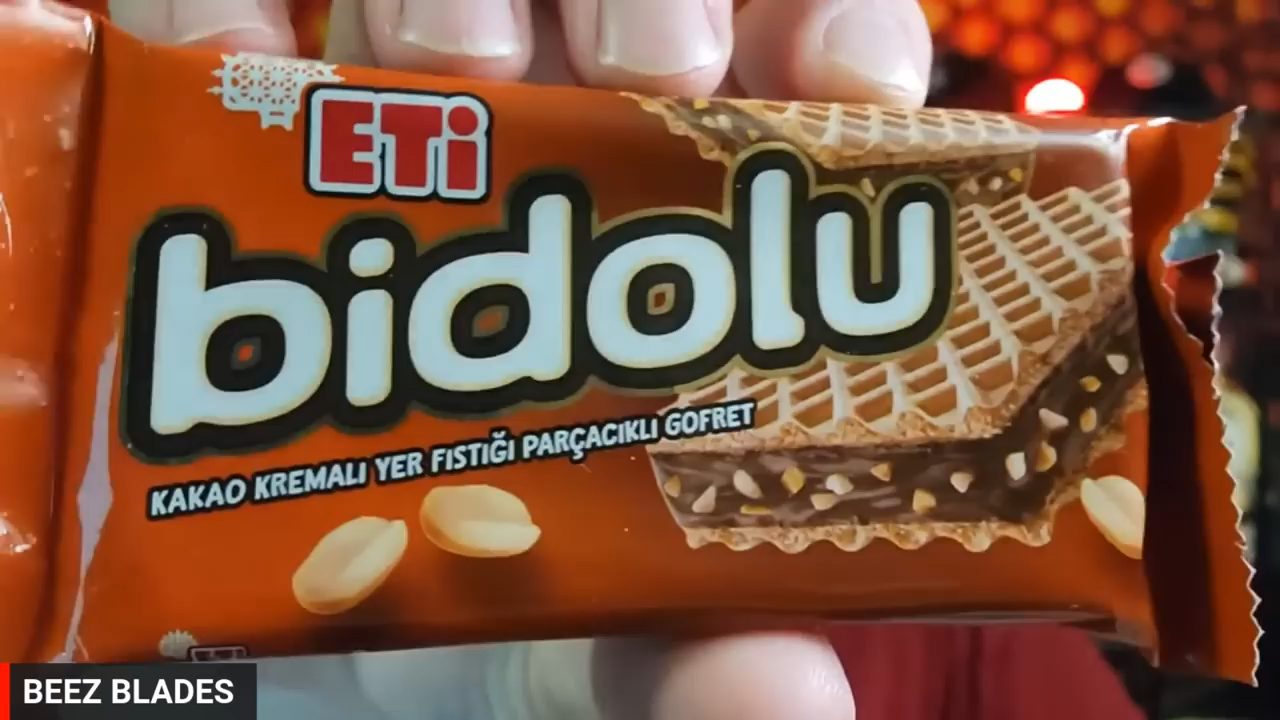 ETi
bidolu
KAKAO KREMALI YER FISTIĞI PARÇACIKLI GOFRET
BEEZ BLADES